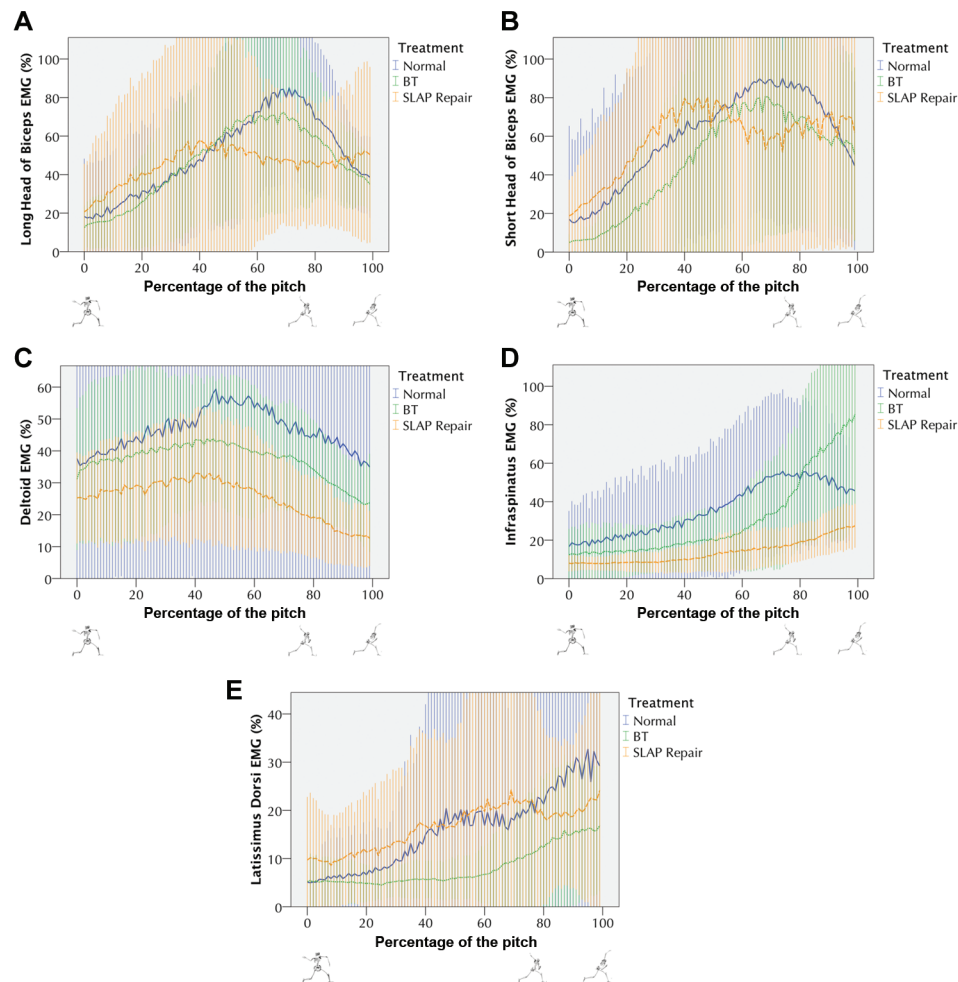 A
Long Head of Biceps EMG (%)
100
80
60
40
20
0
0 20 40 60 80 100
Percentage of the pitch
Treatment
Normal
BT
SLAP Repair
B
Short Head of Biceps EMG (%)
100
80
60
40
20
0
0 20 40 60 80 100
Percentage of the pitch
Treatment
Normal
BT
SLAP Repair
C
Deltoid EMG (%)
60
50
40
30
20
10
0
0 20 40 60 80 100
Percentage of the pitch
Treatment
Normal
BT
SLAP Repair
D
Infraspinatus EMG (%)
100
80
60
40
20
0
0 20 40 60 80 100
Percentage of the pitch
Treatment
Normal
BT
SLAP Repair
E
Latissimus Dorsi EMG (%)
40
30
20
10
0
0 20 40 60 80 100
Percentage of the pitch
Treatment
Normal
BT
SLAP Repair